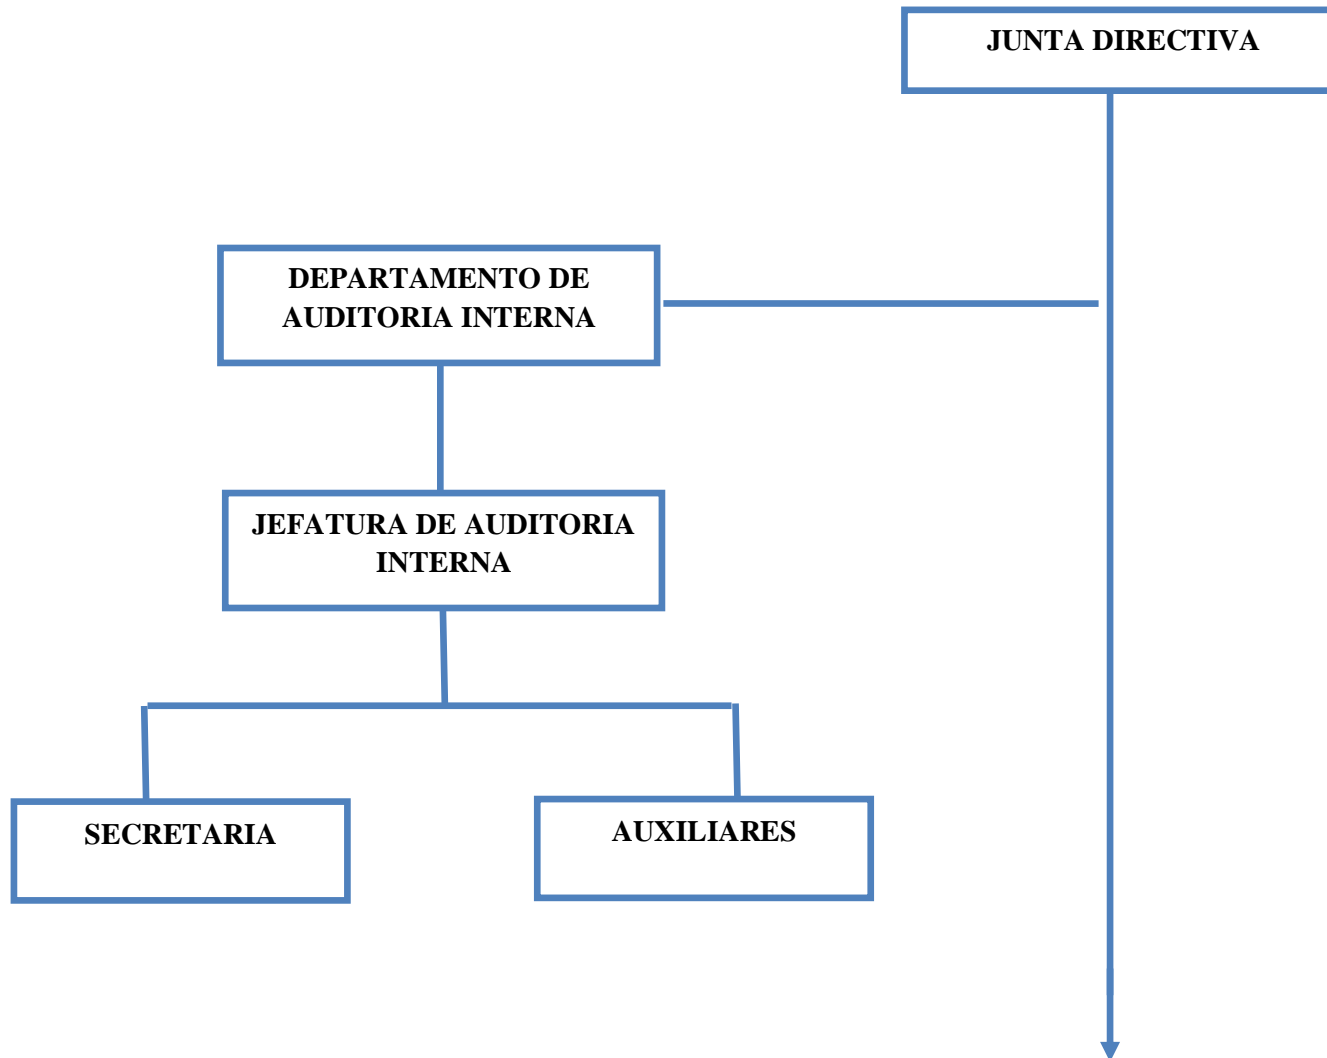 JUNTA DIRECTIVA
DEPARTAMENTO DE
AUDITORIA INTERNA
JEFATURA DE AUDITORIA
INTERNA
SECRETARIA
AUXILIARES